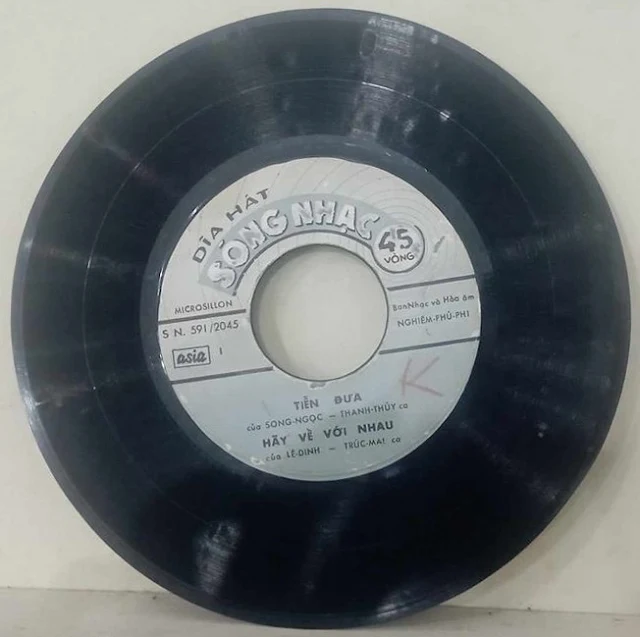 DĨA HÁT
SÓNG NHẠC
45
VÒNG
MICROSILLON
S N. 591/2045
asia 1
BanNhạc và Hòa âm
NGHIÊM-PHÚ-PHI
K
TIỄN ĐƯA
của SONG-NGỌC — THANH-THÚY ca
HÃY VỀ VỚI NHAU
của LÊ-DINH — TRÚC-MAI ca